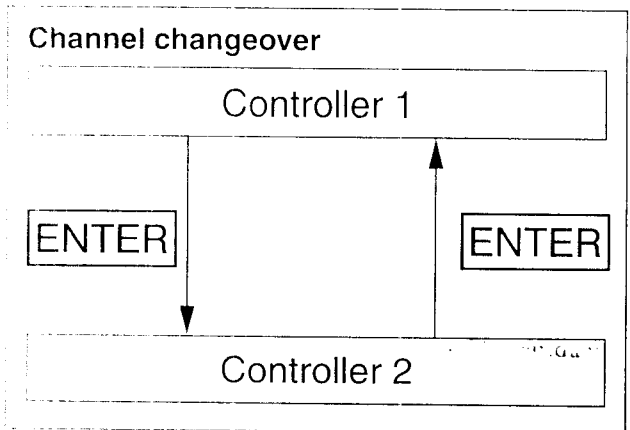 Channel changeover
Controller 1
ENTER
ENTER
Controller 2